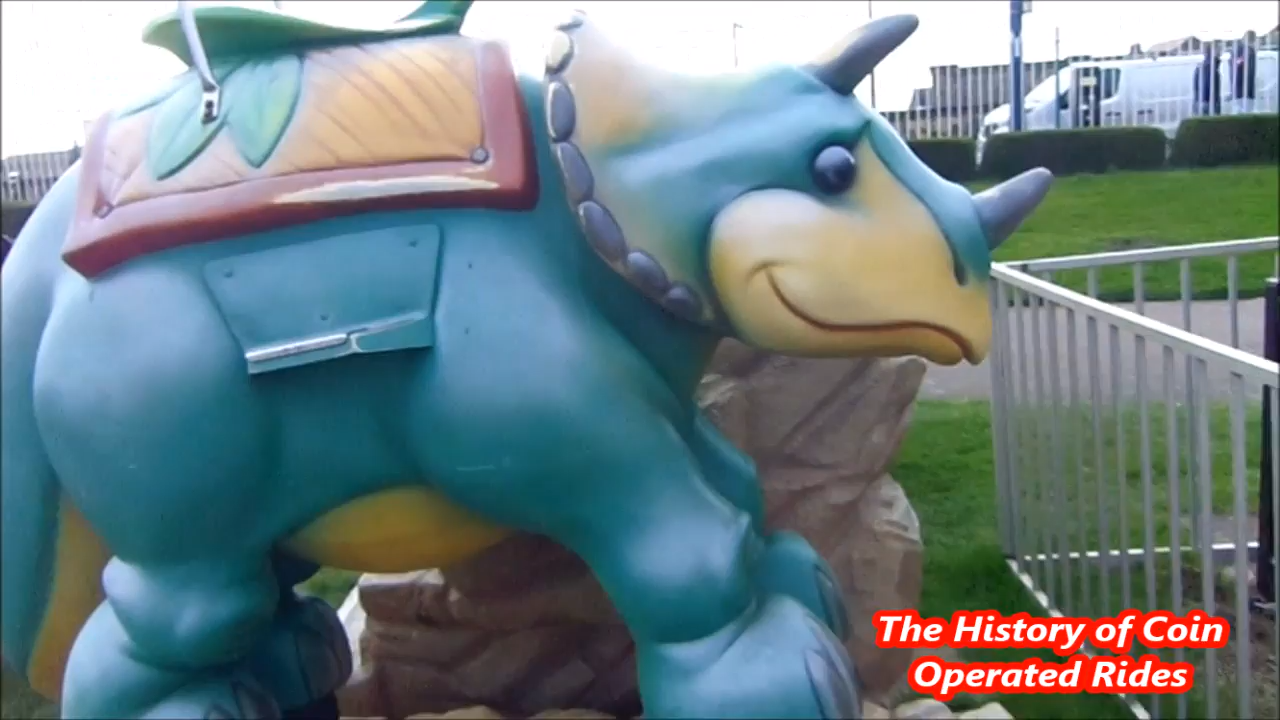 The History of Coin
Operated Rides